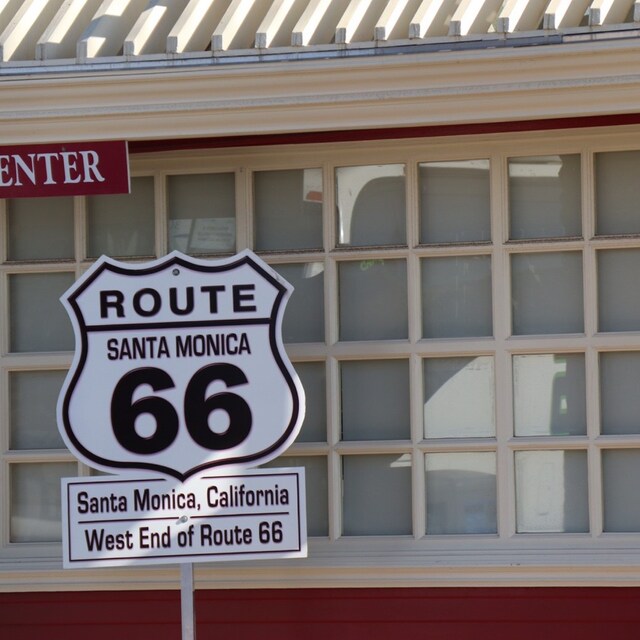 ENTER
ROUTE
SANTA MONICA
66
Santa Monica, California
West End of Route 66